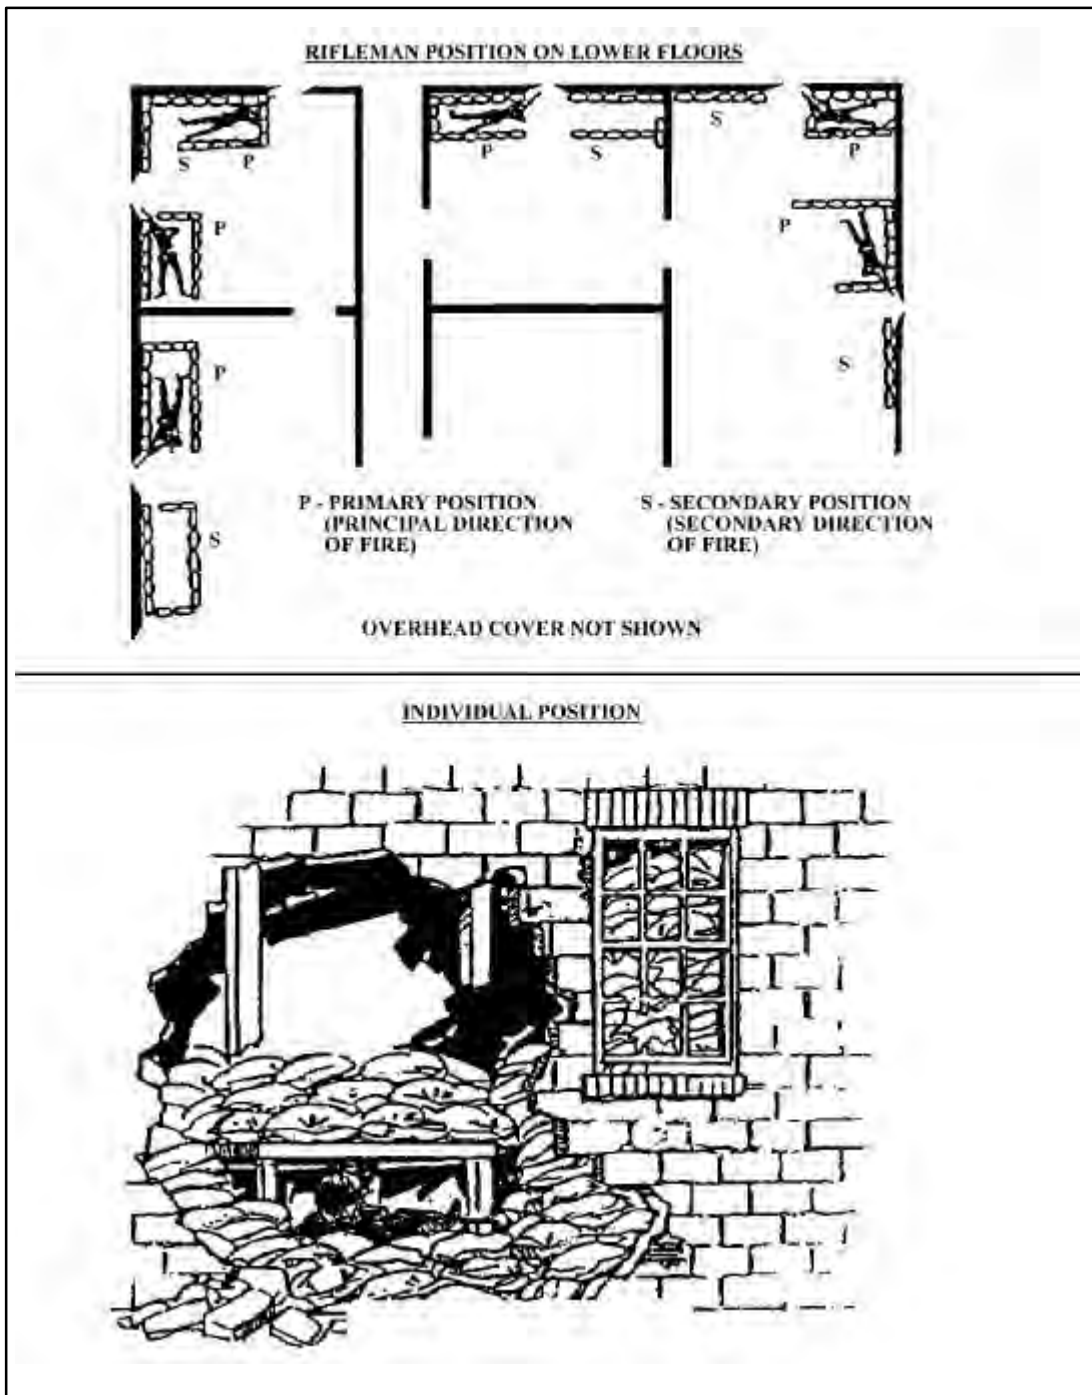 RIFLEMAN POSITION ON LOWER FLOORS
S P
P
S
S
P
P
P
P
S
P
S
P - PRIMARY POSITION
(PRINCIPAL DIRECTION
OF FIRE)
S - SECONDARY POSITION
(SECONDARY DIRECTION
OF FIRE)
OVERHEAD COVER NOT SHOWN
INDIVIDUAL POSITION